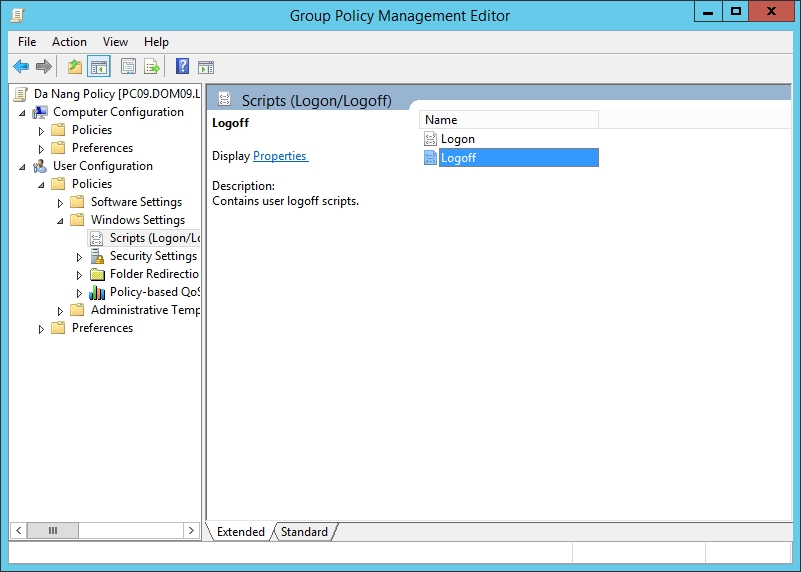 Group Policy Management Editor
File Action View Help
Da Nang Policy [PC09.DOM09.L
Computer Configuration
Policies
Preferences
User Configuration
Policies
Software Settings
Windows Settings
Scripts (Logon/Lo
Security Settings
Folder Redirectio
Policy-based QoS
Administrative Temp
Preferences
Scripts (Logon/Logoff)
Logoff
Display Properties
Description:
Contains user logoff scripts.
Name
Logon
Logoff
Extended Standard